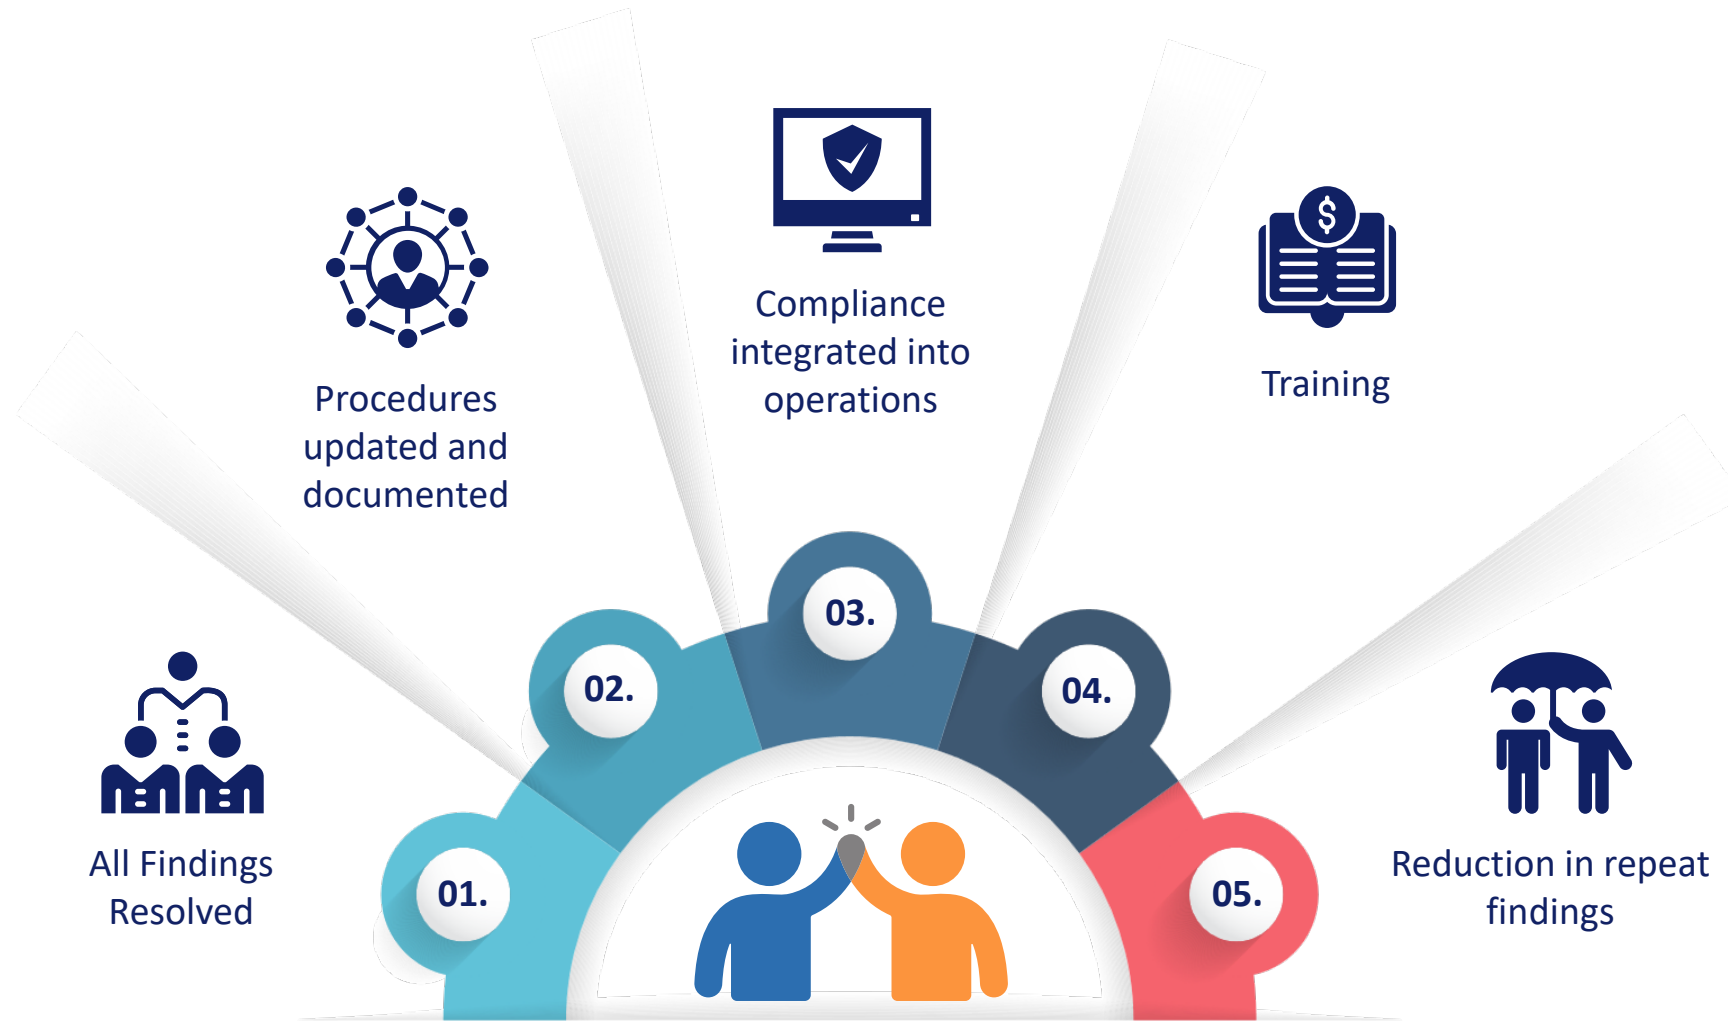 01.
All Findings
Resolved
02.
Procedures
updated and
documented
03.
Compliance
integrated into
operations
04.
$
Training
05.
Reduction in repeat
findings